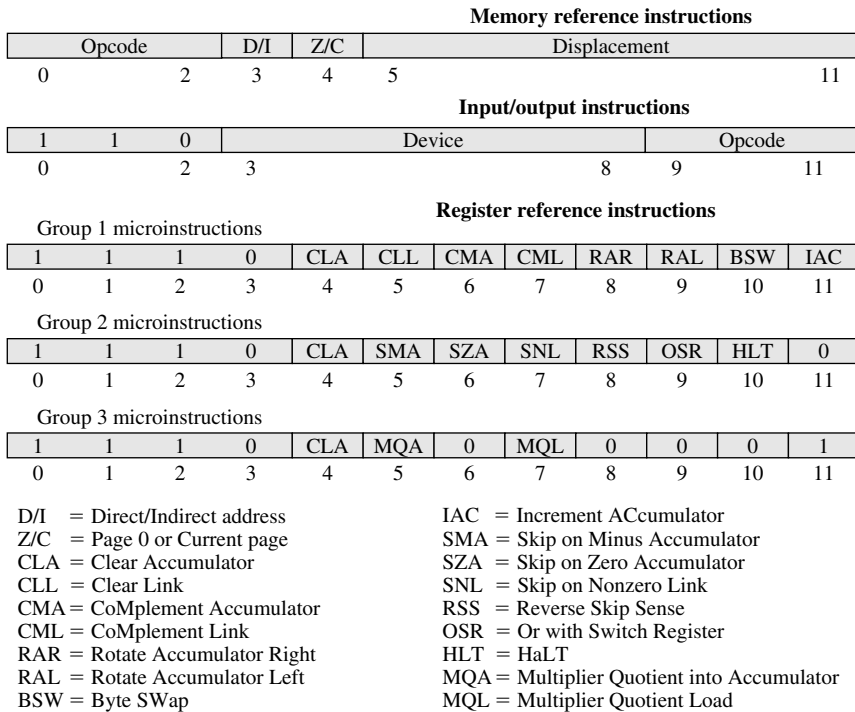 Memory reference instructions
Opcode D/I Z/C Displacement
0 2 3 4 5 11
Input/output instructions
1 1 0 Device Opcode
0 2 3 8 9 11
Register reference instructions
Group 1 microinstructions
1 1 1 0 CLA CLL CMA CML RAR RAL BSW IAC
0 1 2 3 4 5 6 7 8 9 10 11
Group 2 microinstructions
1 1 1 0 CLA SMA SZA SNL RSS OSR HLT 0
0 1 2 3 4 5 6 7 8 9 10 11
Group 3 microinstructions
1 1 1 0 CLA MQA 0 MQL 0 0 0 1
0 1 2 3 4 5 6 7 8 9 10 11
D/I = Direct/Indirect address
Z/C = Page 0 or Current page
CLA = Clear Accumulator
CLL = Clear Link
CMA = CoMplement Accumulator
CML = CoMplement Link
RAR = Rotate Accumulator Right
RAL = Rotate Accumulator Left
BSW = Byte SWap
IAC = Increment ACcumulator
SMA = Skip on Minus Accumulator
SZA = Skip on Zero Accumulator
SNL = Skip on Nonzero Link
RSS = Reverse Skip Sense
OSR = Or with Switch Register
HLT = HaLT
MQA = Multiplier Quotient into Accumulator
MQL = Multiplier Quotient Load